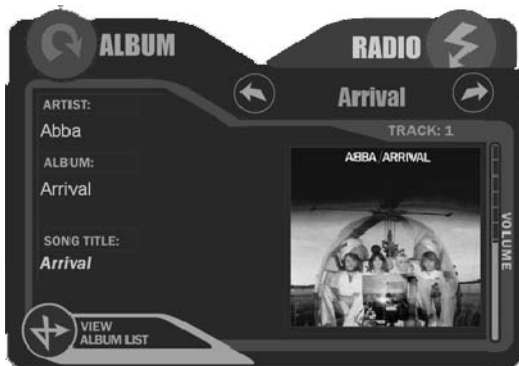 ALBUM
RADIO
Arrival
TRACK: 1
ARTIST:
Abba
ALBUM:
Arrival
SONG TITLE:
Arrival
ABBA/ARRIVAL
VOLUME
VIEW
ALBUM LIST